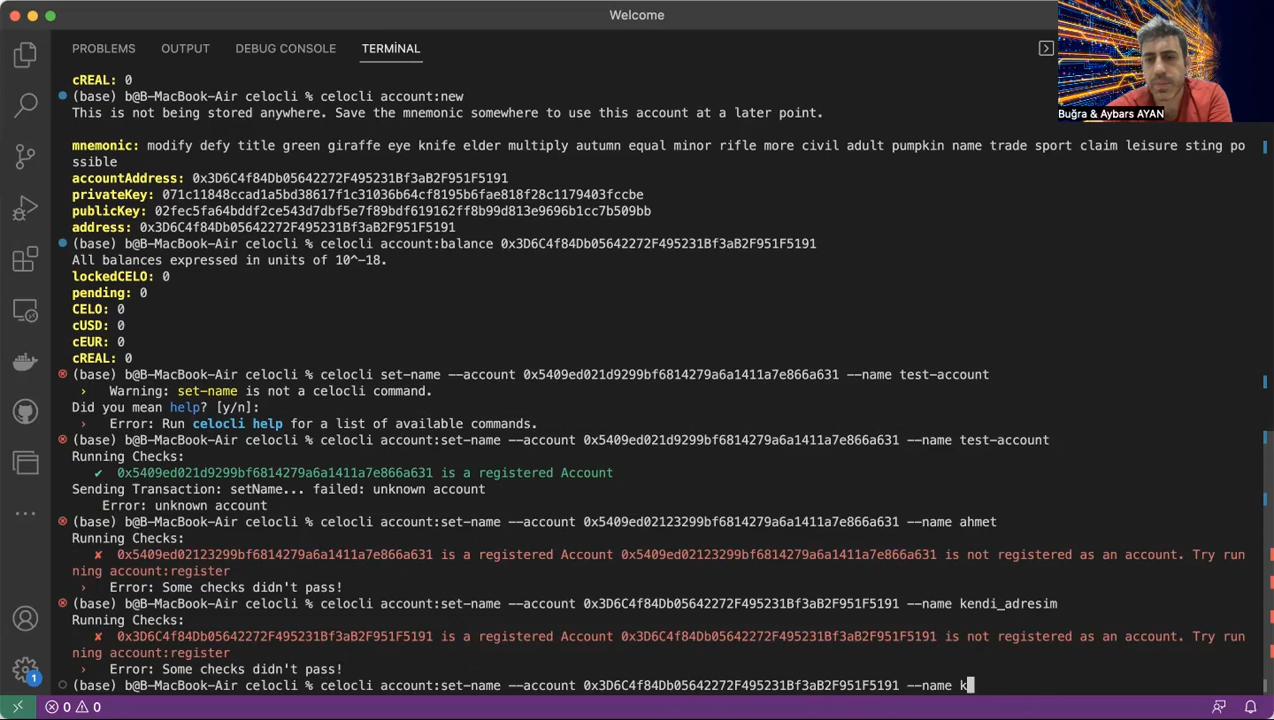 Welcome
PROBLEMS OUTPUT DEBUG CONSOLE TERMİNAL
Buğra & Aybars AYAN
cREAL: 0
(base) b@B-MacBook-Air celocli % celocli account:new
This is not being stored anywhere. Save the mnemonic somewhere to use this account at a later point.
mnemonic: modify defy title green giraffe eye knife elder multiply autumn equal minor rifle more civil adult pumpkin name trade sport claim leisure sting po
ssible
accountAddress: 0x3D6C4f84Db05642272F495231Bf3aB2F951F5191
privateKey: 071c11848ccad1a5bd38617f1c31036b64cf8195b6fae818f28c1179403fccbe
publicKey: 02fec5fa64bddf2ce543d7dbf5e7f89bdf619162ff8b99d813e9696b1cc7b509bb
address: 0x3D6C4f84Db05642272F495231Bf3aB2F951F5191
(base) b@B-MacBook-Air celocli % celocli account:balance 0x3D6C4f84Db05642272F495231Bf3aB2F951F5191
All balances expressed in units of 10^-18.
lockedCELO: 0
pending: 0
CELO: 0
cUSD: 0
cEUR: 0
cREAL: 0
(base) b@B-MacBook-Air celocli % celocli set-name --account 0x5409ed021d9299bf6814279a6a1411a7e866a631 --name test-account
› Warning: set-name is not a celocli command.
Did you mean help? [y/n]:
› Error: Run celocli help for a list of available commands.
(base) b@B-MacBook-Air celocli % celocli account:set-name --account 0x5409ed021d9299bf6814279a6a1411a7e866a631 --name test-account
Running Checks:
✔ 0x5409ed021d9299bf6814279a6a1411a7e866a631 is a registered Account
Sending Transaction: setName... failed: unknown account
Error: unknown account
(base) b@B-MacBook-Air celocli % celocli account:set-name --account 0x5409ed02123299bf6814279a6a1411a7e866a631 --name ahmet
Running Checks:
✘ 0x5409ed02123299bf6814279a6a1411a7e866a631 is a registered Account 0x5409ed02123299bf6814279a6a1411a7e866a631 is not registered as an account. Try run
ning account:register
› Error: Some checks didn't pass!
(base) b@B-MacBook-Air celocli % celocli account:set-name --account 0x3D6C4f84Db05642272F495231Bf3aB2F951F5191 --name kendi_adresim
Running Checks:
✘ 0x3D6C4f84Db05642272F495231Bf3aB2F951F5191 is a registered Account 0x3D6C4f84Db05642272F495231Bf3aB2F951F5191 is not registered as an account. Try run
ning account:register
› Error: Some checks didn't pass!
(base) b@B-MacBook-Air celocli % celocli account:set-name --account 0x3D6C4f84Db05642272F495231Bf3aB2F951F5191 --name k
1
0 0